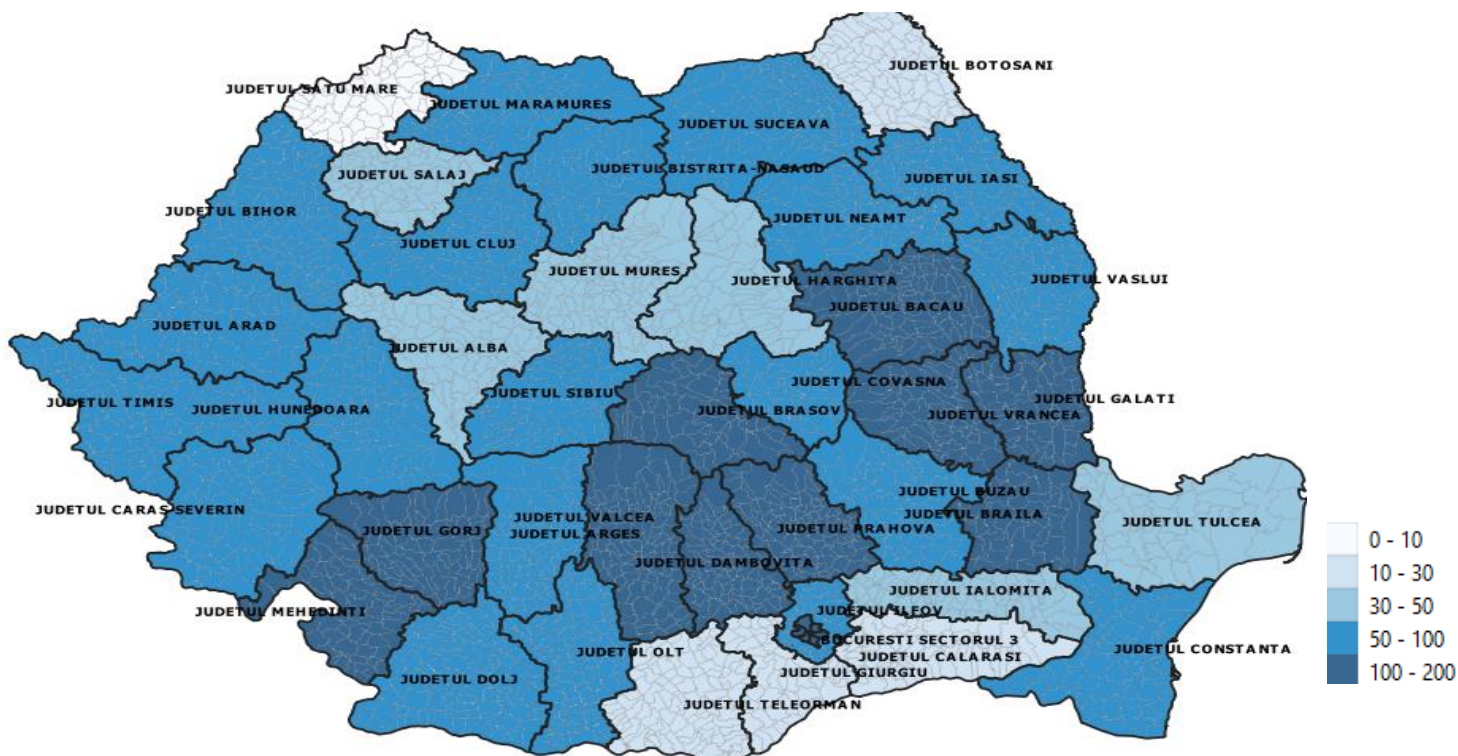 JUDETUL BOTOSANI
JUDETUL SATU MARE
JUDETUL MARAMURES
JUDETUL SUCEAVA
JUDETUL SALAJ
JUDETUL BISTRITA-NASAUD
JUDETUL IASI
JUDETUL BIHOR
JUDETUL CLUJ
JUDETUL NEAMT
JUDETUL MURES
JUDETUL HARGHITA
JUDETUL VASLUI
JUDETUL BACAU
JUDETUL ARAD
JUDETUL ALBA
JUDETUL TIMIS
JUDETUL HUNEDOARA
JUDETUL SIBIU
JUDETUL COVASNA
JUDETUL BRASOV
JUDETUL VRANCEA
JUDETUL GALATI
JUDETUL CARAS-SEVERIN
JUDETUL GORJ
JUDETUL VALCEA
JUDETUL ARGES
JUDETUL PRAHOVA
JUDETUL BUZAU
JUDETUL BRAILA
JUDETUL TULCEA
JUDETUL DAMBOVITA
JUDETUL MEHEDINTI
JUDETUL IALOMITA
JUDETUL ILFOV
BUCURESTI SECTORUL 3
JUDETUL CALARASI
JUDETUL GIURGIU
JUDETUL CONSTANTA
JUDETUL DOLJ
JUDETUL OLT
JUDETUL TELEORMAN
0 - 10
10 - 30
30 - 50
50 - 100
100 - 200